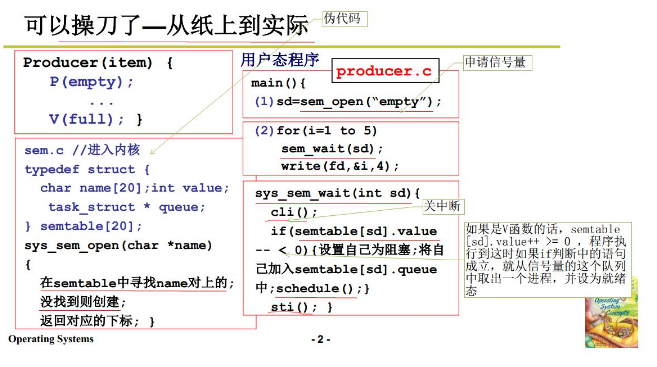 可以操刀了—从纸上到实际
伪代码
Producer(item) {
P(empty);
...
V(full); }
用户态程序
producer.c
申请信号量
main(){
(1)sd=sem_open(“empty”);
(2)for(i=1 to 5)
sem_wait(sd);
write(fd,&i,4);
sem.c //进入内核
typedef struct {
char name[20];int value;
task_struct * queue;
} semtable[20];
sys_sem_open(char *name)
{
在semtable中寻找name对上的;
没找到则创建;
返回对应的下标; }
sys_sem_wait(int sd){
cli();
关中断
if(semtable[sd].value
-- < 0){设置自己为阻塞;将自
己加入semtable[sd].queue
中;schedule();}
sti(); }
如果是V函数的话，semtable
[sd].value++ >= 0 ，程序执
行到这时如果if判断中的语句
成立，就从信号量的这个队列
中取出一个进程，并设为就绪
态
Operating
System
Concepts
Operating Systems
- 2 -